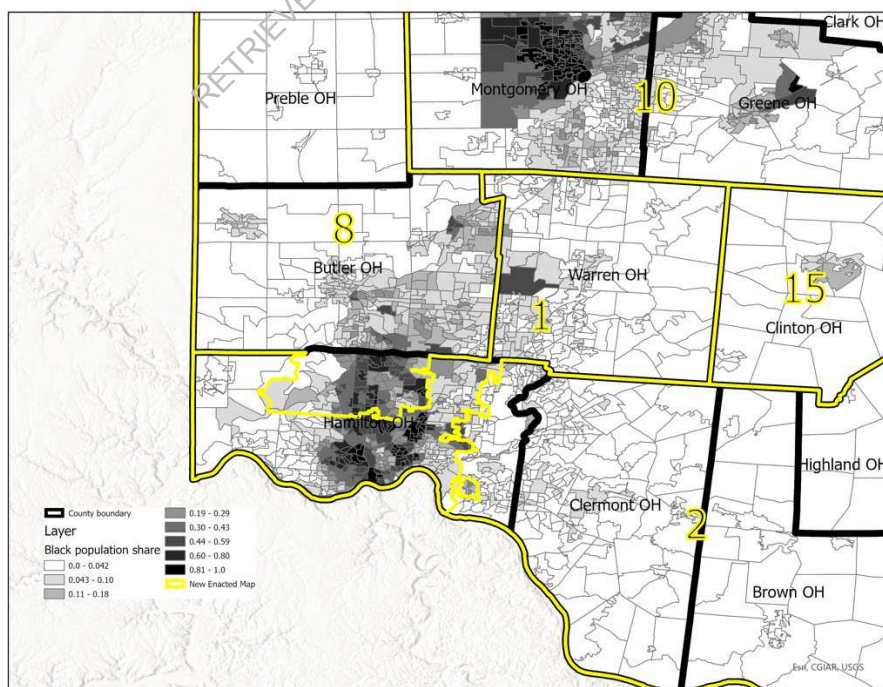 RETRIEVE
Clark OH
Preble OH
Montgomery OH
10
Greene OH
8
Butler OH
Warren OH
15
1
Clinton OH
Hamilton OH
Highland OH
Clermont OH
2
Brown OH
County boundary
Layer
Black population share
0.0 - 0.042
0.043 - 0.10
0.11 - 0.18
0.19 - 0.29
0.30 - 0.43
0.44 - 0.59
0.60 - 0.80
0.81 - 1.0
New Enacted Map
Esri, CGIAR, USGS